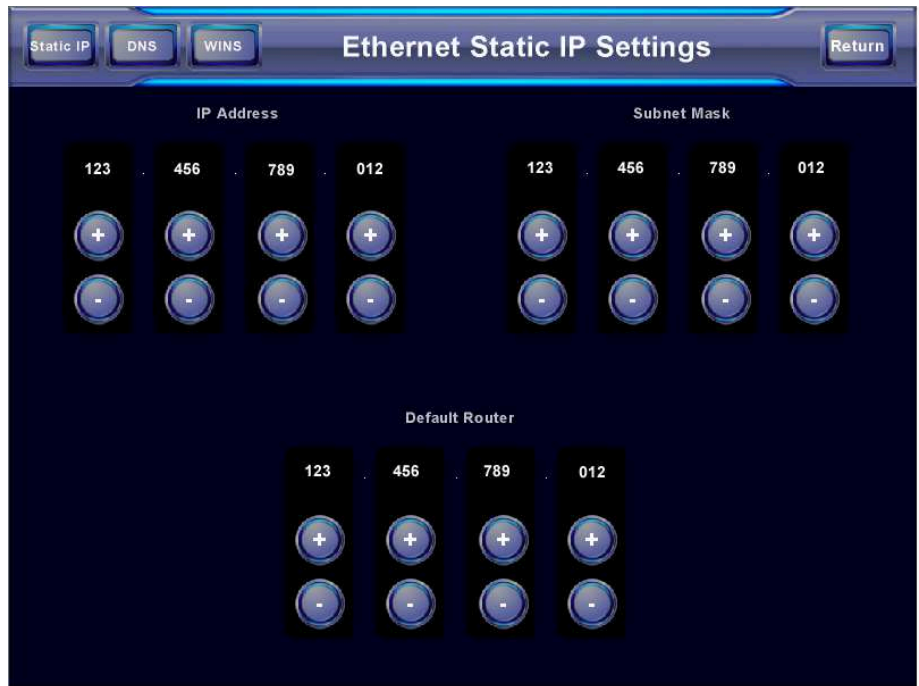 Static IP DNS WINS Ethernet Static IP Settings Return
IP Address
123 . 456 . 789 . 012
+ + + +
- - - -
Subnet Mask
123 . 456 . 789 . 012
+ + + +
- - - -
Default Router
123 . 456 . 789 . 012
+ + + +
- - - -